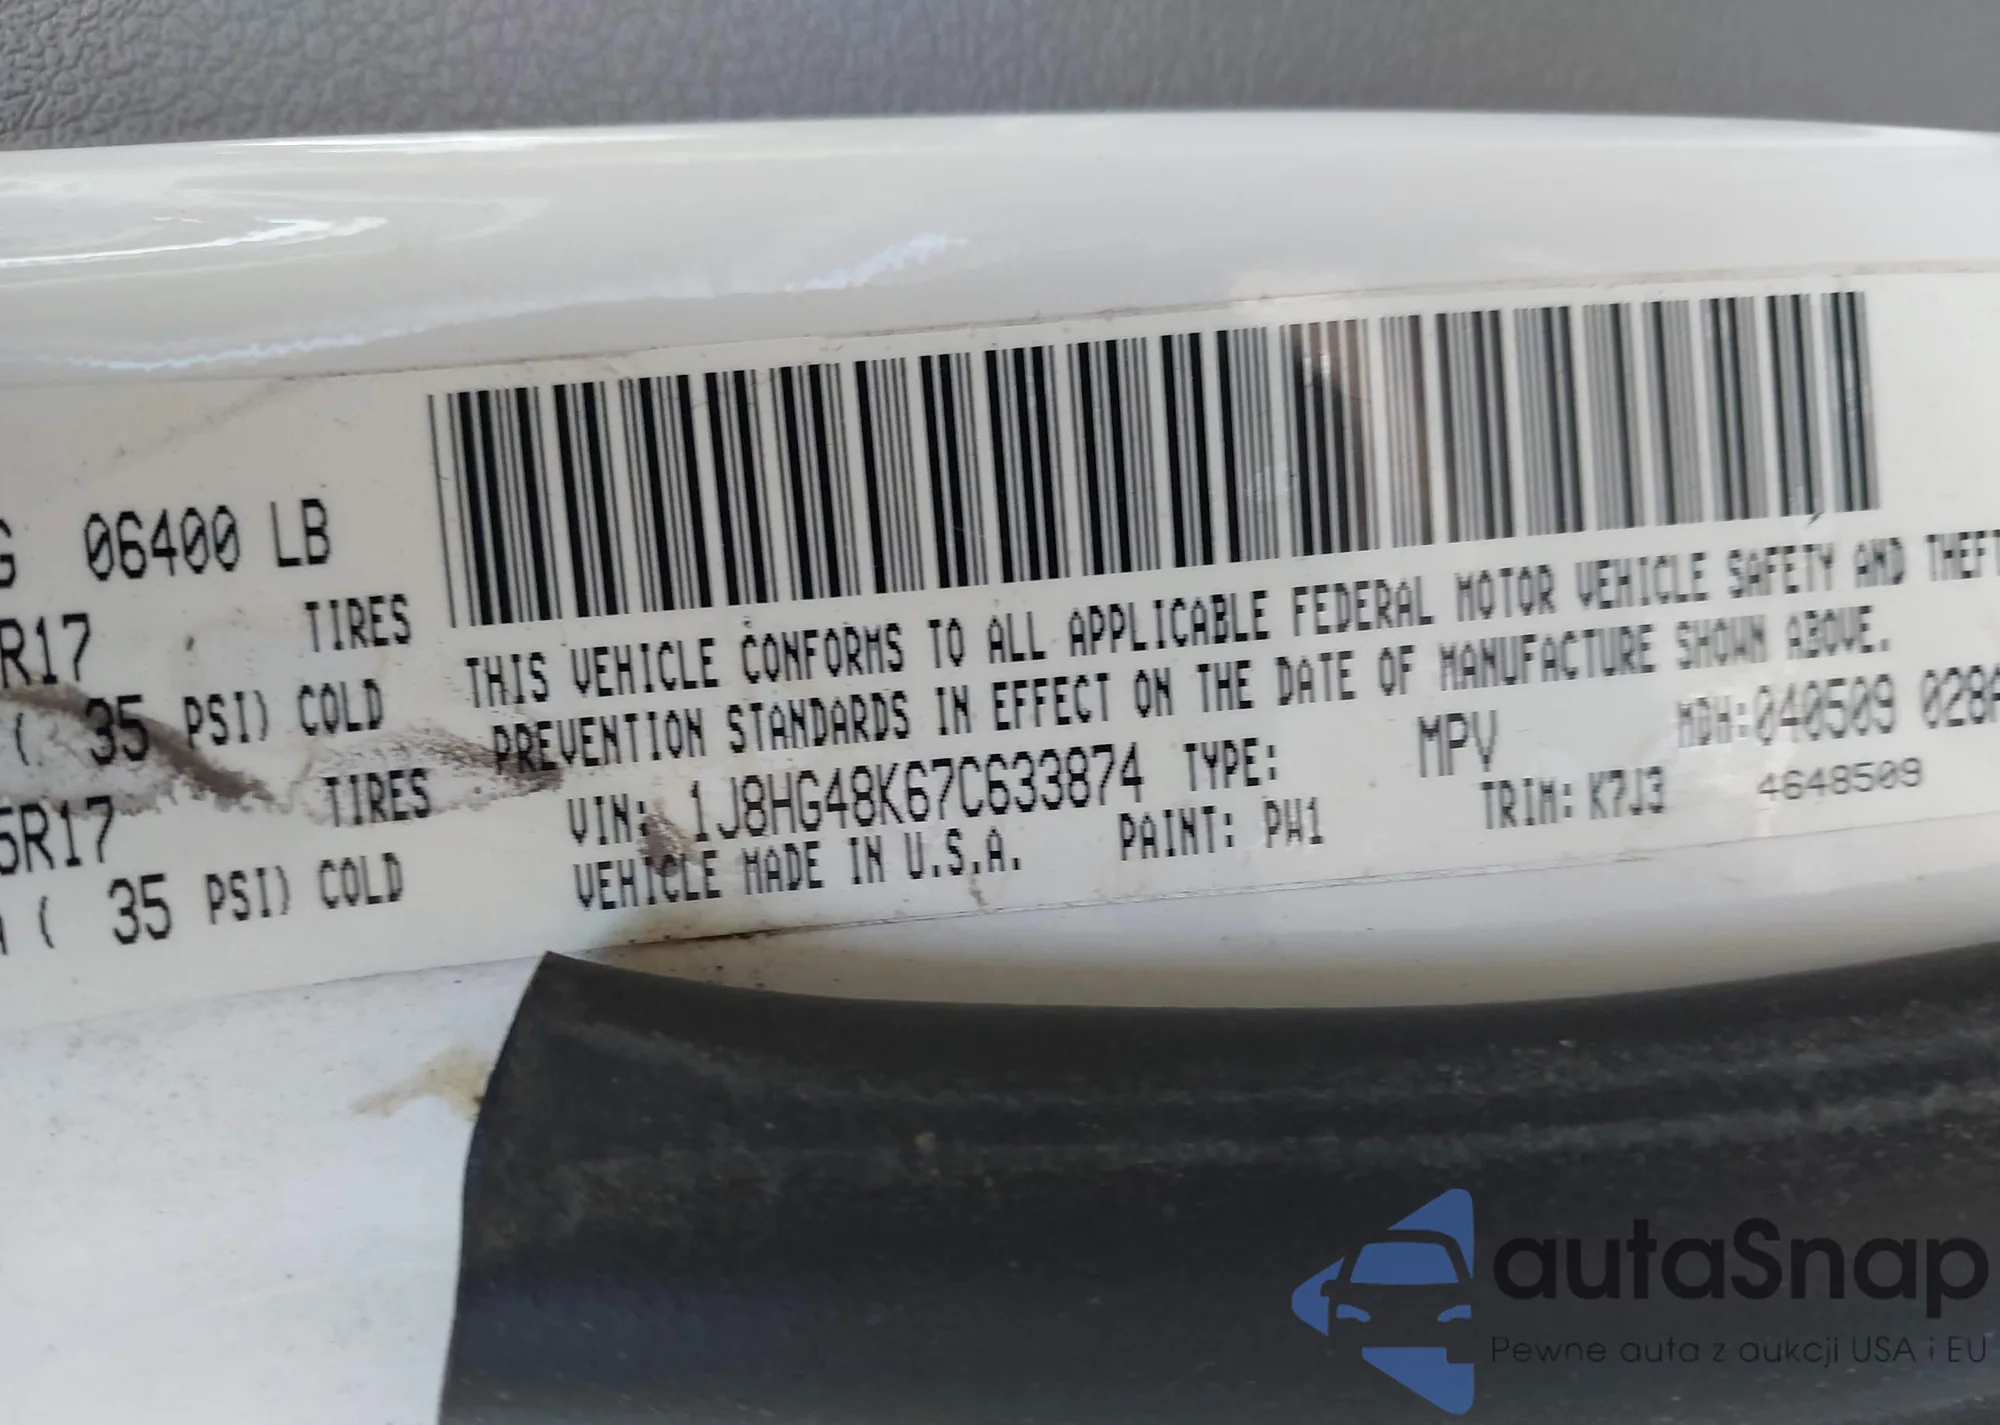 G 06400 LB
R17 TIRES
( 35 PSI) COLD
5R17 TIRES
( 35 PSI) COLD
THIS VEHICLE CONFORMS TO ALL APPLICABLE FEDERAL MOTOR VEHICLE SAFETY AND THEFT
PREVENTION STANDARDS IN EFFECT ON THE DATE OF MANUFACTURE SHOWN ABOVE.
VIN: 1J8HG48K67C633874 TYPE: MPV MDH:040509 028A
VEHICLE MADE IN U.S.A. PAINT: PW1 TRIM: K7J3 4648509
autaSnap
Pewne auta z aukcji USA i EU